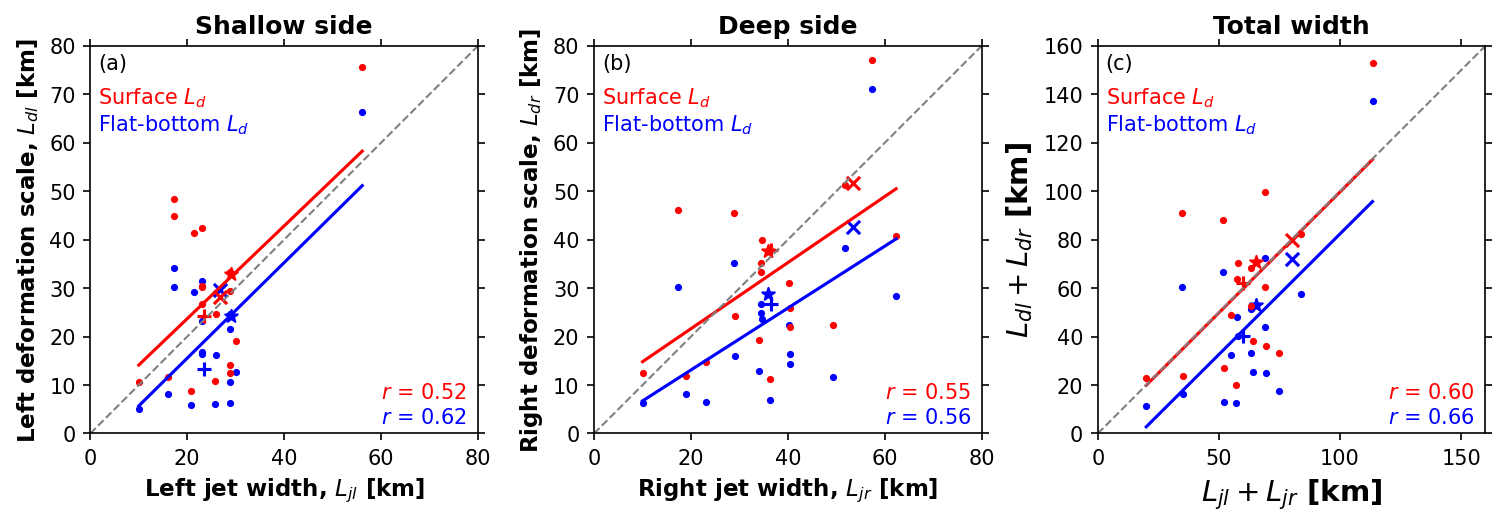 Shallow side
(a)
Surface L_d
Flat-bottom L_d
r = 0.52
r = 0.62
80
70
60
50
40
30
20
10
0
0 20 40 60 80
Left deformation scale, L_dl [km]
Left jet width, L_jl [km]
Deep side
(b)
Surface L_d
Flat-bottom L_d
r = 0.55
r = 0.56
80
70
60
50
40
30
20
10
0
0 20 40 60 80
Right deformation scale, L_dr [km]
Right jet width, L_jr [km]
Total width
(c)
Surface L_d
Flat-bottom L_d
r = 0.60
r = 0.66
160
140
120
100
80
60
40
20
0
0 50 100 150
L_dl + L_dr [km]
L_jl + L_jr [km]